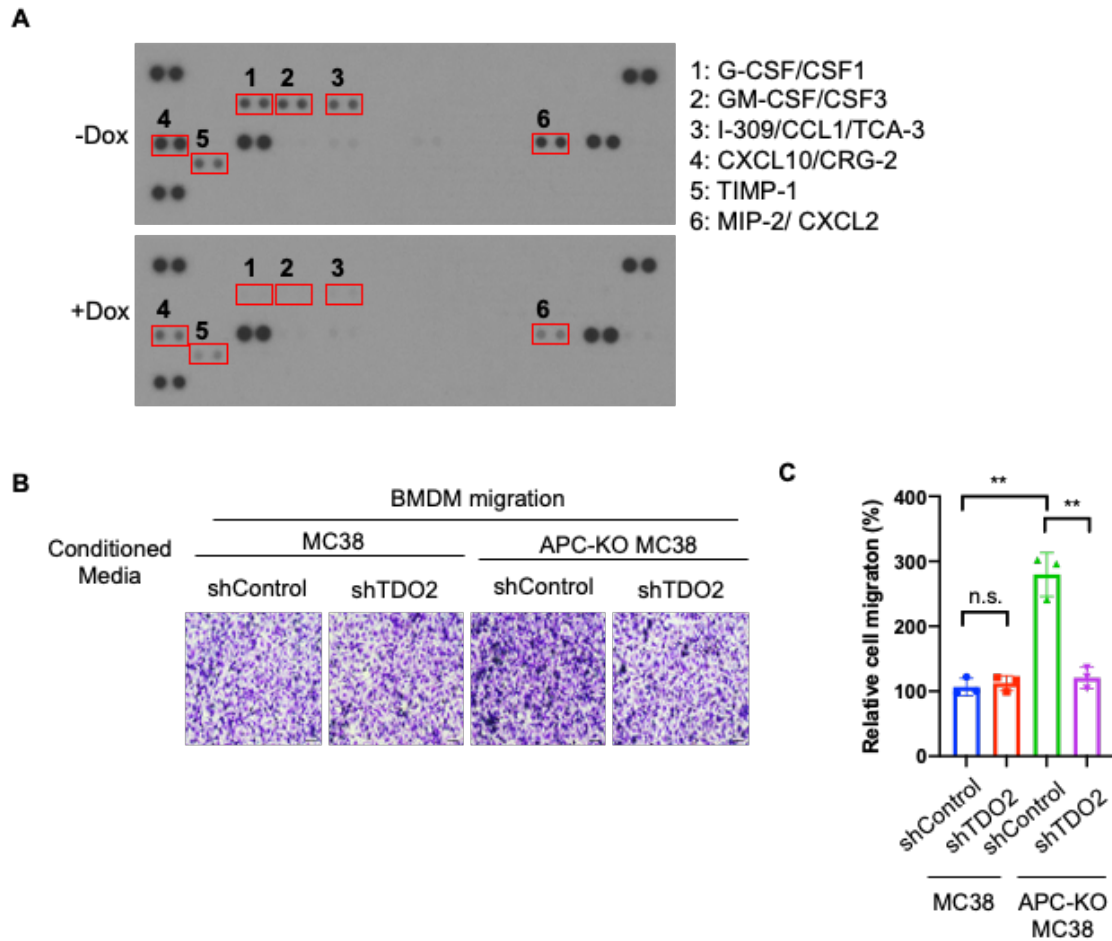 A
1 2 3
4
5
6
-Dox
1: G-CSF/CSF1
2: GM-CSF/CSF3
3: I-309/CCL1/TCA-3
4: CXCL10/CRG-2
5: TIMP-1
6: MIP-2/ CXCL2
1 2 3
4
5
6
+Dox
B
BMDM migration
Conditioned
Media
MC38
APC-KO MC38
shControl
shTDO2
shControl
shTDO2
C
Relative cell migraton (%)
400
300
200
100
0
**
**
n.s.
shControl
shTDO2
shControl
shTDO2
MC38
APC-KO
MC38